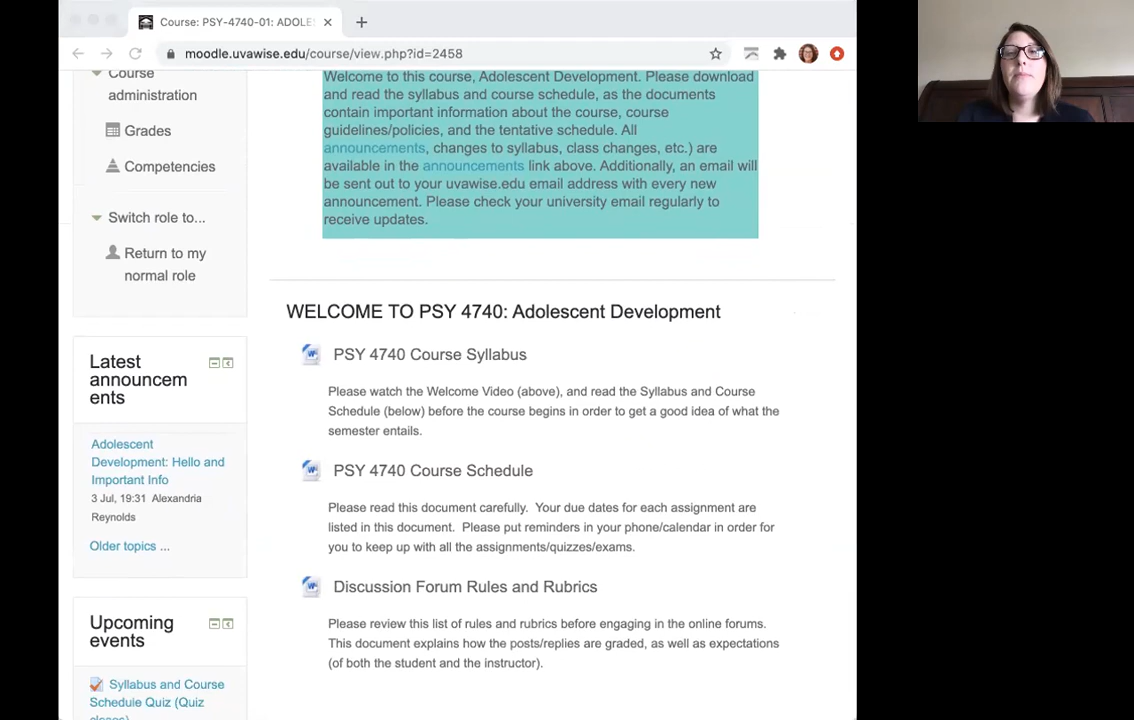 Course: PSY-4740-01: ADOLES
moodle.uvawise.edu/course/view.php?id=2458
Course
administration
Grades
Competencies
Switch role to...
Return to my
normal role
Latest
announcem
ents
Adolescent
Development: Hello and
Important Info
3 Jul, 19:31 Alexandria
Reynolds
Older topics ...
Upcoming
events
Syllabus and Course
Schedule Quiz (Quiz
closes)
Welcome to this course, Adolescent Development. Please download
and read the syllabus and course schedule, as the documents
contain important information about the course, course
guidelines/policies, and the tentative schedule. All
announcements, changes to syllabus, class changes, etc.) are
available in the announcements link above. Additionally, an email will
be sent out to your uvawise.edu email address with every new
announcement. Please check your university email regularly to
receive updates.
WELCOME TO PSY 4740: Adolescent Development
PSY 4740 Course Syllabus
Please watch the Welcome Video (above), and read the Syllabus and Course
Schedule (below) before the course begins in order to get a good idea of what the
semester entails.
PSY 4740 Course Schedule
Please read this document carefully. Your due dates for each assignment are
listed in this document. Please put reminders in your phone/calendar in order for
you to keep up with all the assignments/quizzes/exams.
Discussion Forum Rules and Rubrics
Please review this list of rules and rubrics before engaging in the online forums.
This document explains how the posts/replies are graded, as well as expectations
(of both the student and the instructor).